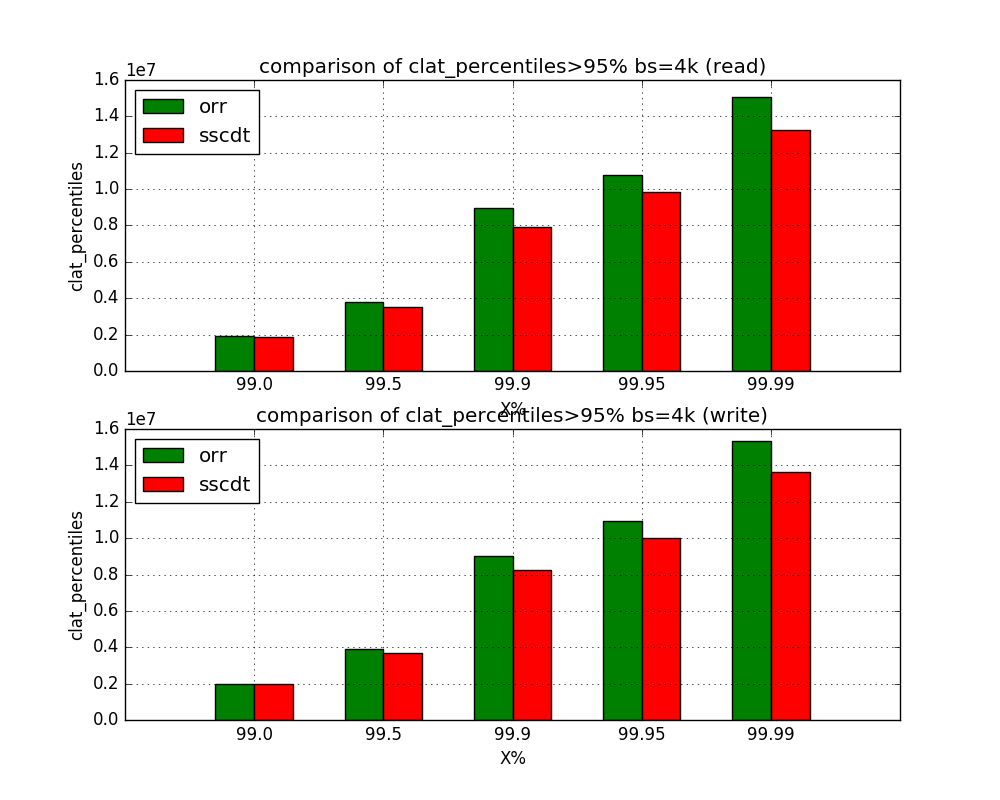 comparison of clat_percentiles>95% bs=4k (read)
1e7
1.6
1.4
1.2
1.0
0.8
0.6
0.4
0.2
0.0
clat_percentiles
orr
sscdt
99.0 99.5 99.9 99.95 99.99
X%
comparison of clat_percentiles>95% bs=4k (write)
1e7
1.6
1.4
1.2
1.0
0.8
0.6
0.4
0.2
0.0
clat_percentiles
orr
sscdt
99.0 99.5 99.9 99.95 99.99
X%